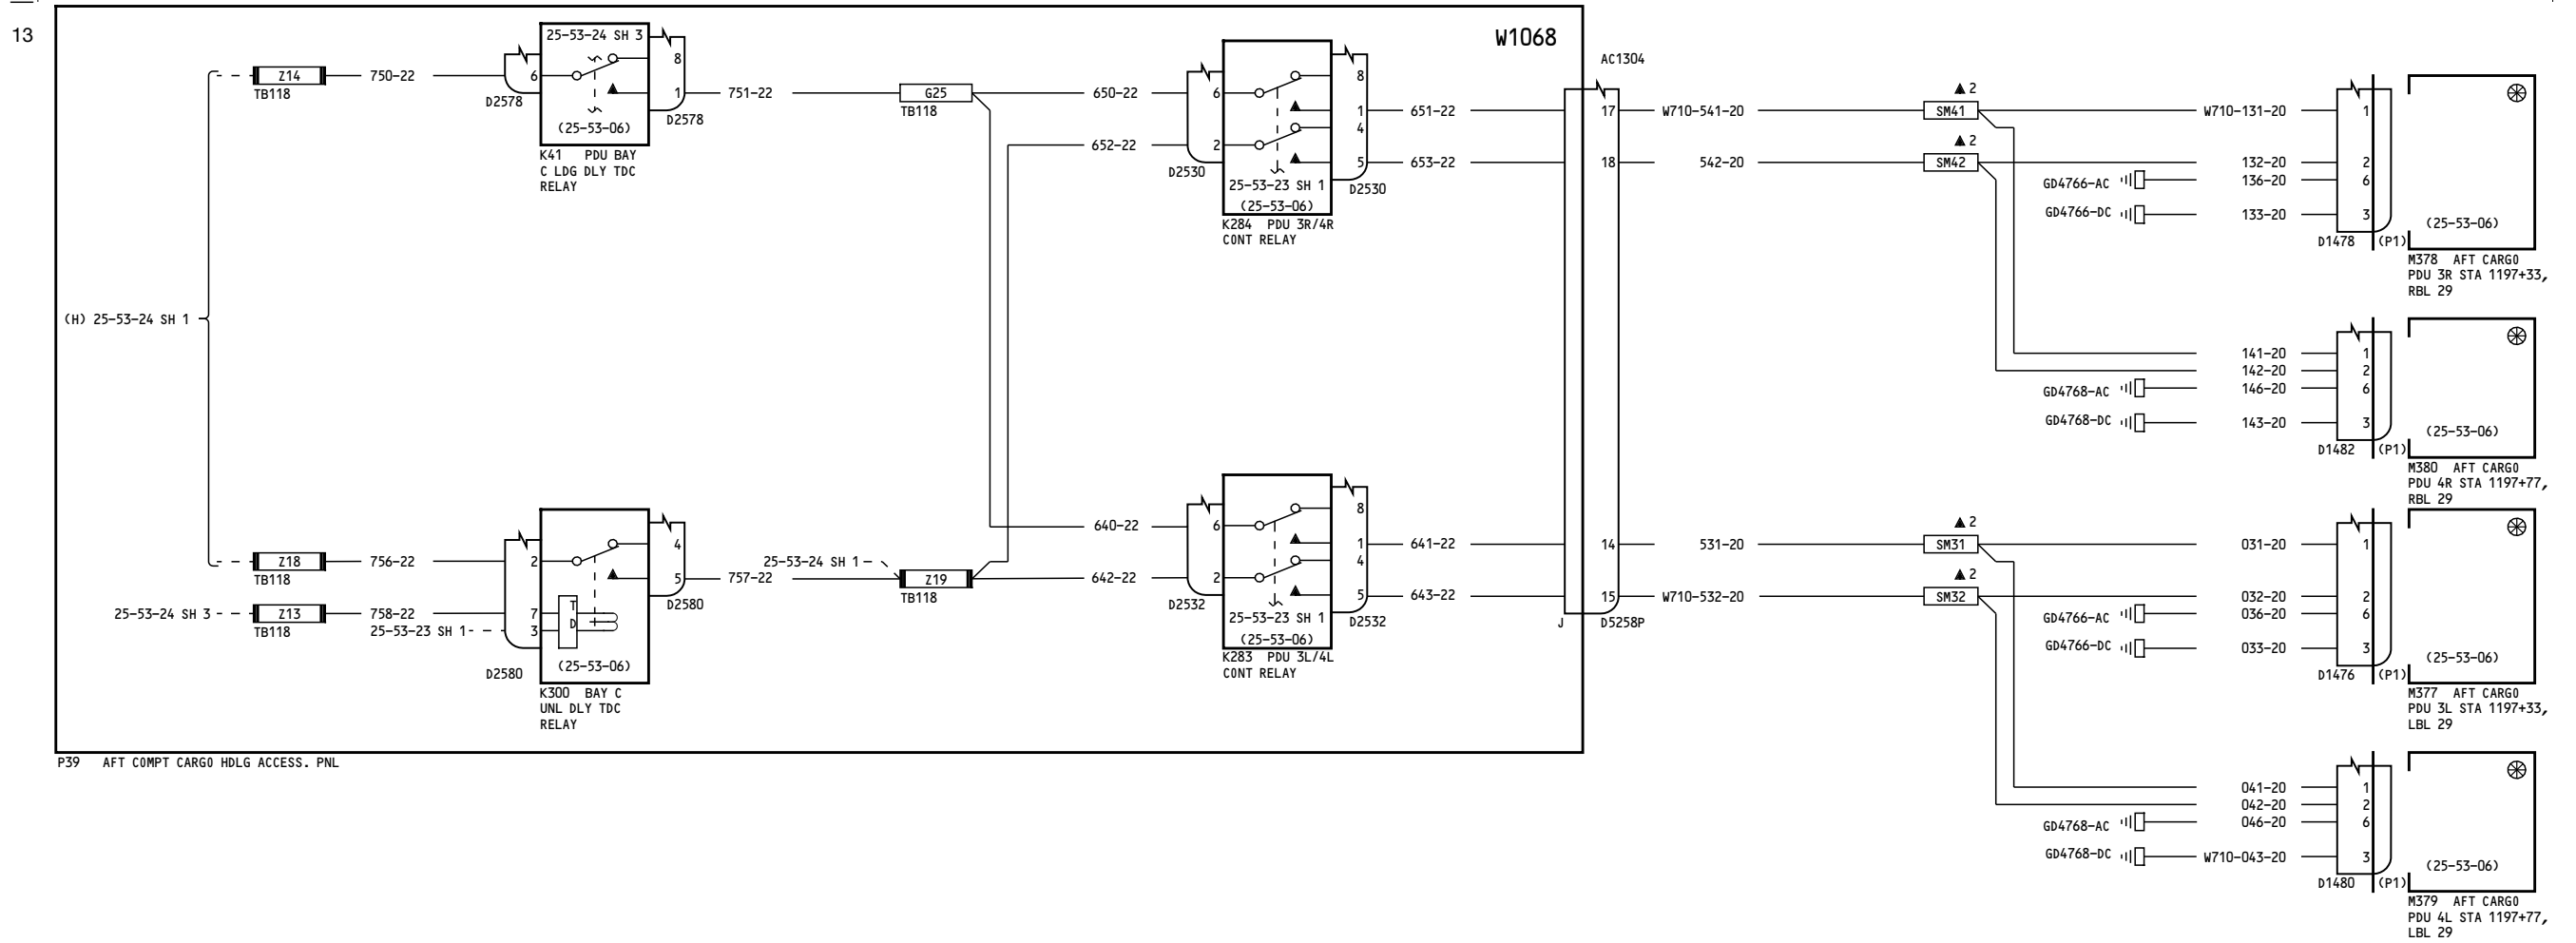 13
W1068
AC1304
(H) 25-53-24 SH 1
Z14
TB118
750-22
6
D2578
25-53-24 SH 3
8
1
(25-53-06)
D2578
K41 PDU BAY
C LDG DLY TDC
RELAY
751-22
G25
TB118
650-22
652-22
6
2
D2530
8
1
4
5
25-53-23 SH 1
(25-53-06)
D2530
K284 PDU 3R/4R
CONT RELAY
651-22
653-22
17
18
W710-541-20
542-20
2
SM41
2
SM42
W710-131-20
132-20
136-20
133-20
GD4766-AC
GD4766-DC
1
2
6
3
D1478
(P1)
(25-53-06)
M378 AFT CARGO
PDU 3R STA 1197+33,
RBL 29
141-20
142-20
146-20
143-20
GD4768-AC
GD4768-DC
1
2
6
3
D1482
(P1)
(25-53-06)
M380 AFT CARGO
PDU 4R STA 1197+77,
RBL 29
Z18
TB118
756-22
25-53-24 SH 3
Z13
TB118
758-22
25-53-23 SH 1
2
7
3
D2580
T
D
4
5
(25-53-06)
D2580
K300 BAY C
UNL DLY TDC
RELAY
757-22
25-53-24 SH 1
Z19
TB118
640-22
642-22
6
2
D2532
8
1
4
5
25-53-23 SH 1
(25-53-06)
D2532
K283 PDU 3L/4L
CONT RELAY
641-22
643-22
14
15
J
D5258P
531-20
W710-532-20
2
SM31
2
SM32
031-20
032-20
036-20
033-20
GD4766-AC
GD4766-DC
1
2
6
3
D1476
(P1)
(25-53-06)
M377 AFT CARGO
PDU 3L STA 1197+33,
LBL 29
041-20
042-20
046-20
W710-043-20
GD4768-AC
GD4768-DC
1
2
6
3
D1480
(P1)
(25-53-06)
M379 AFT CARGO
PDU 4L STA 1197+77,
LBL 29
P39 AFT COMPT CARGO HDLG ACCESS. PNL